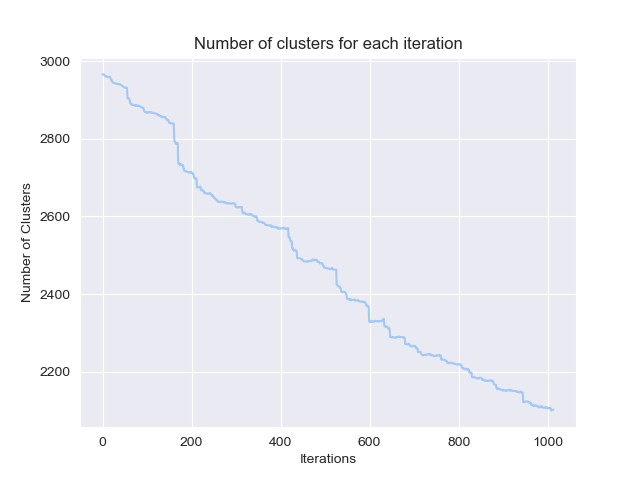 Number of clusters for each iteration
3000
2800
2600
2400
2200
Number of Clusters
0 200 400 600 800 1000
Iterations